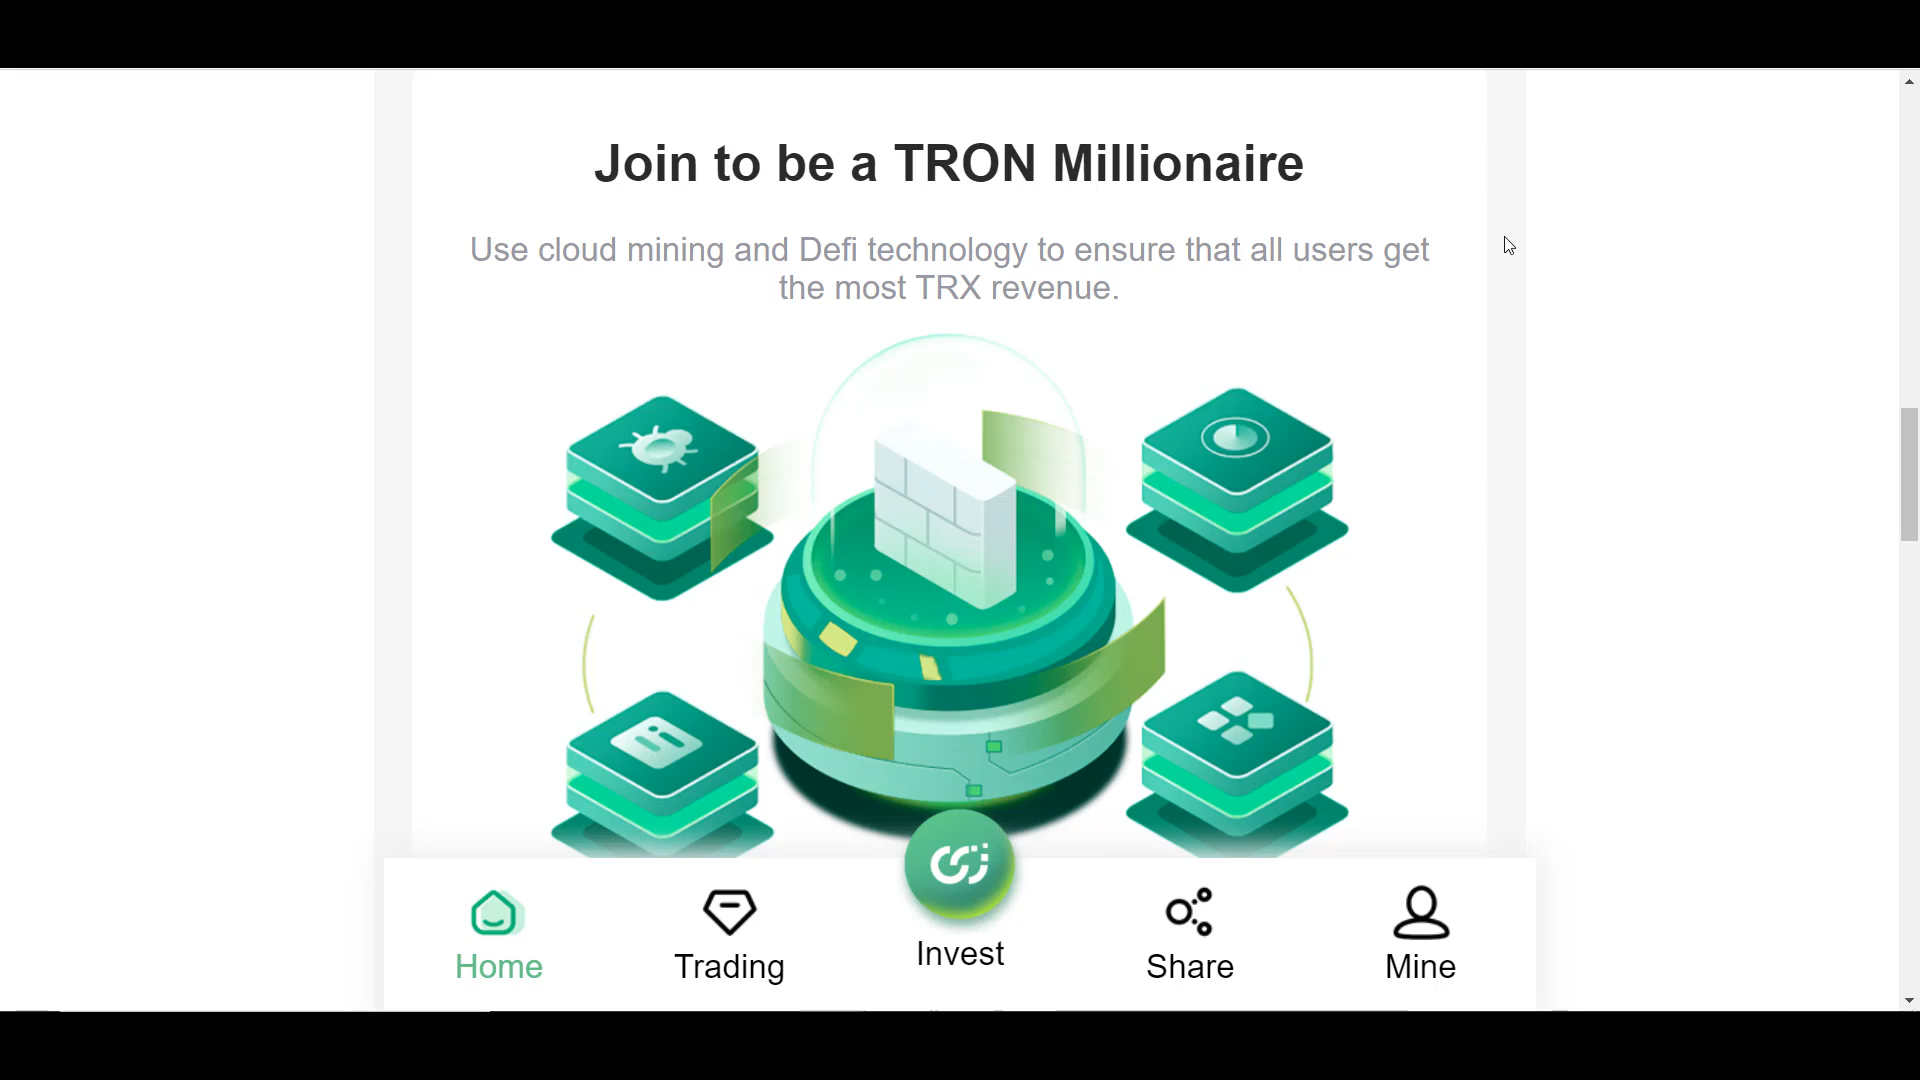 Join to be a TRON Millionaire
Use cloud mining and Defi technology to ensure that all users get
the most TRX revenue.
Home
Trading
Invest
Share
Mine